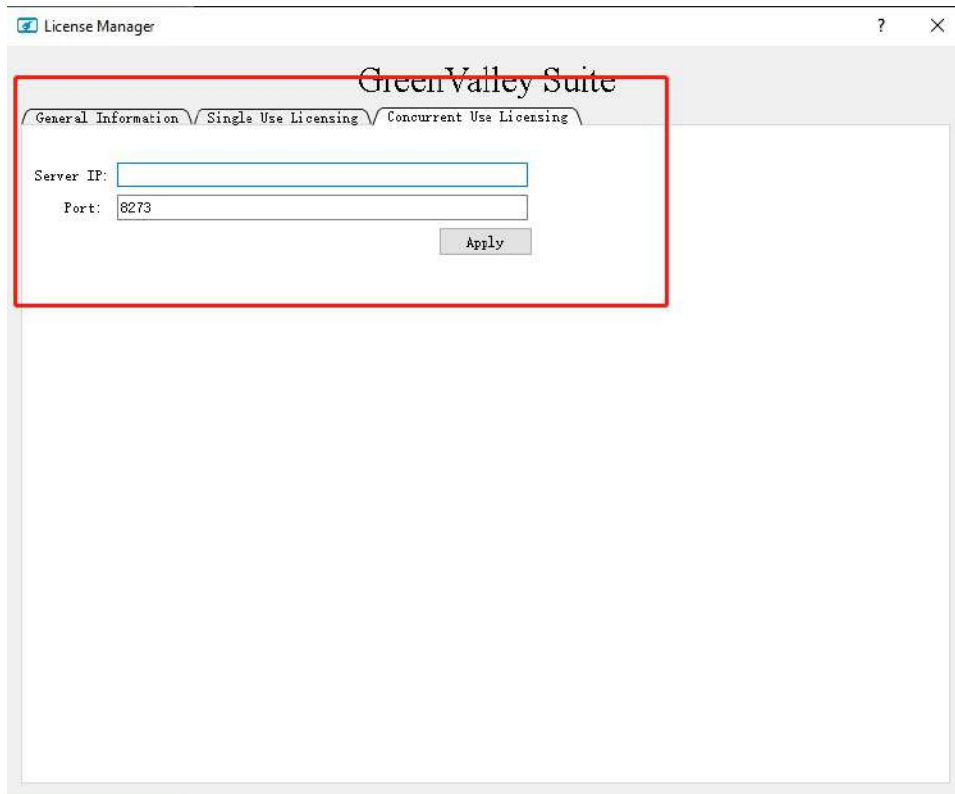 License Manager
?
GreenValley Suite
General Information
Single Use Licensing
Concurrent Use Licensing
Server IP:
Port: 8273
Apply